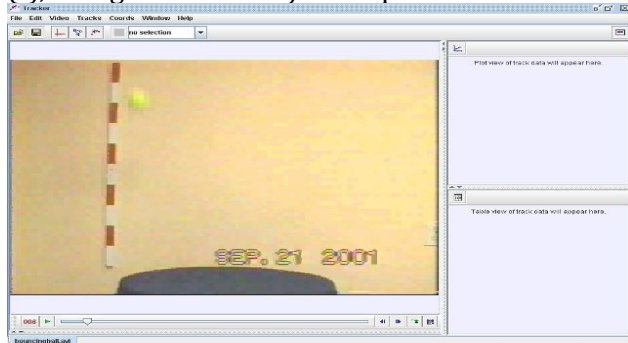 Tracker
File Edit Video Tracks Coords Window Help
no selection
Plot view of track data will appear here.
Table view of track data will appear here.
SEP. 21 2001
008
bouncingball.avi